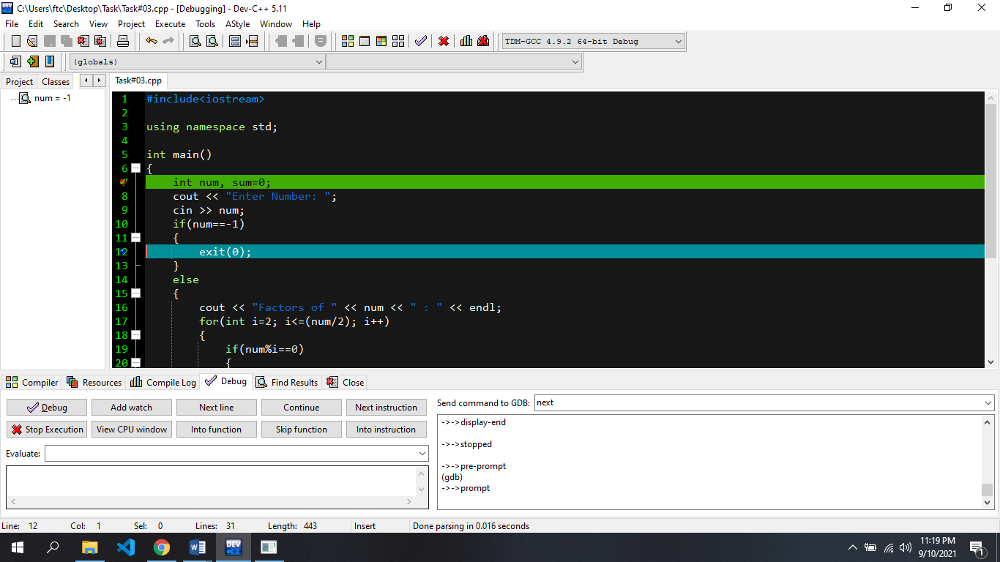 C:\Users\ftc\Desktop\Task\Task#03.cpp - [Debugging] - Dev-C++ 5.11
File Edit Search View Project Execute Tools AStyle Window Help
TDM-GCC 4.9.2 64-bit Debug
(globals)
Project Classes
Task#03.cpp
num = -1
1 #include<iostream>
2
3 using namespace std;
4
5 int main()
6 {
int num, sum=0;
8 cout << "Enter Number: ";
9 cin >> num;
10 if(num==-1)
11 {
12 exit(0);
13 }
14 else
15 {
16 cout << "Factors of " << num << " : " << endl;
17 for(int i=2; i<=(num/2); i++)
18 {
19 if(num%i==0)
20 {
Compiler Resources Compile Log Debug Find Results Close
Debug Add watch Next line Continue Next instruction
Stop Execution View CPU window Into function Skip function Into instruction
Evaluate:
Send command to GDB: next
->->display-end
->->stopped
->->pre-prompt
(gdb)
->->prompt
Line: 12 Col: 1 Sel: 0 Lines: 31 Length: 443 Insert Done parsing in 0.016 seconds
DEV
11:19 PM
9/10/2021
1